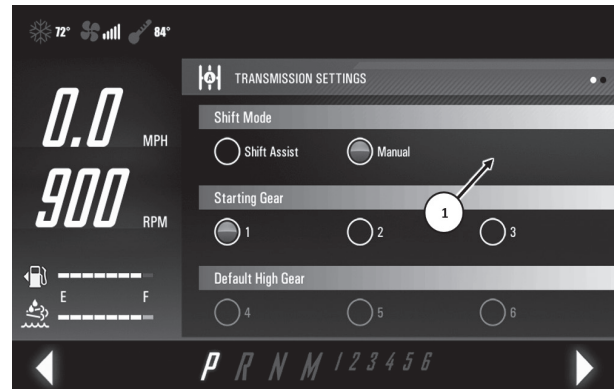 72° 84°
TRANSMISSION SETTINGS
0.0 MPH
900 RPM
E F
Shift Mode
Shift Assist Manual
1
Starting Gear
1 2 3
Default High Gear
4 5 6
P R N M 1 2 3 4 5 6